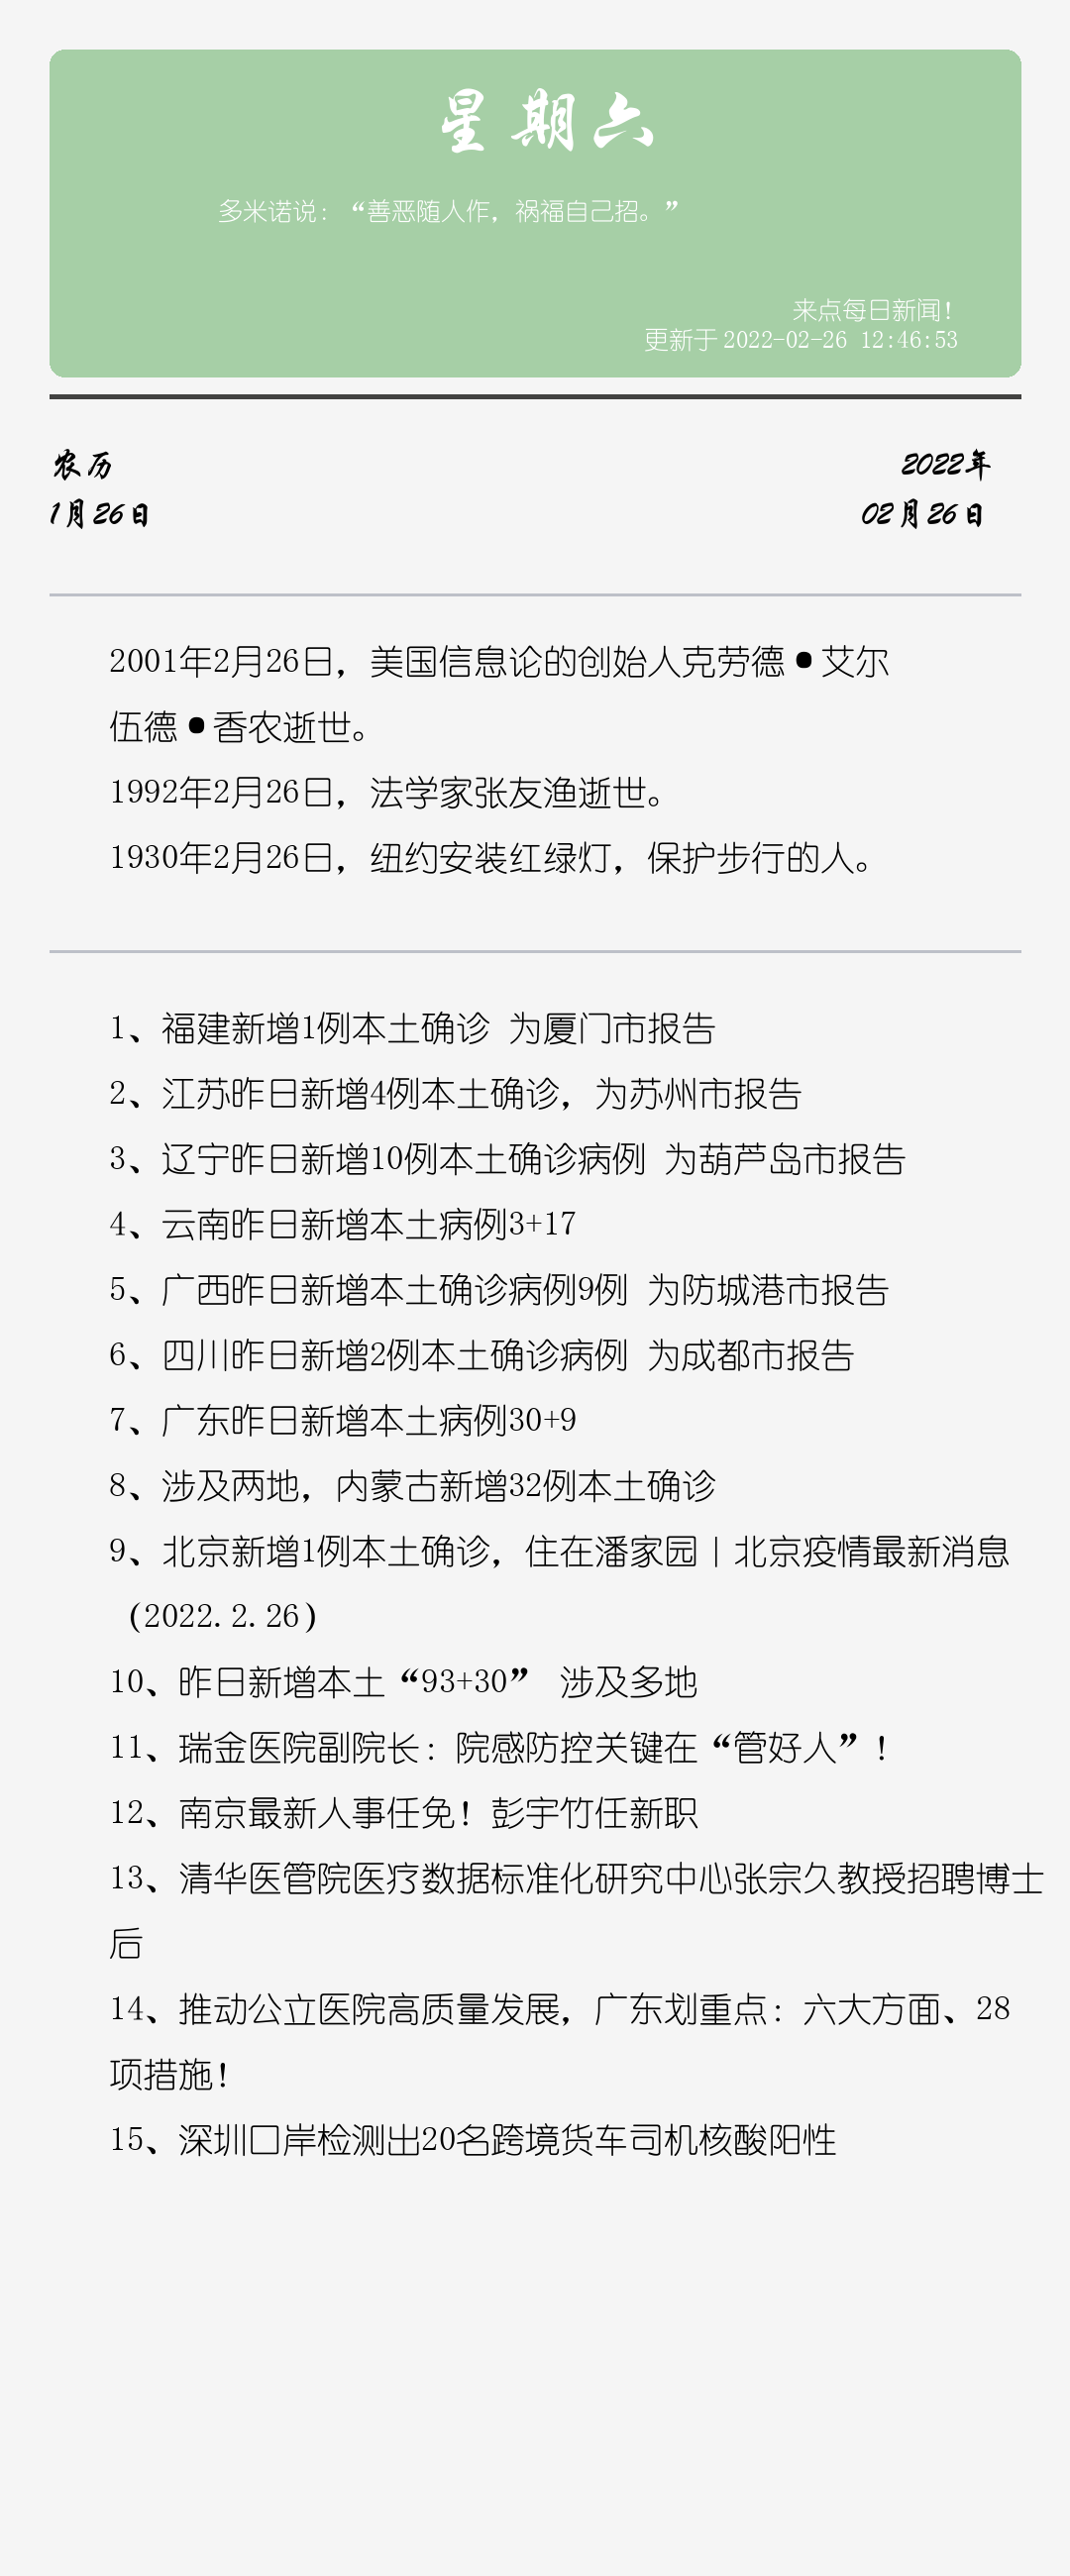 星期六
多米诺说：“善恶随人作，祸福自己招。”
来点每日新闻！
更新于2022-02-26 12:46:53
农历
2022年
1月26日
02月26日
2001年2月26日，美国信息论的创始人克劳德•艾尔
伍德•香农逝世。
1992年2月26日，法学家张友渔逝世。
1930年2月26日，纽约安装红绿灯，保护步行的人。
1、福建新增1例本土确诊 为厦门市报告
2、江苏昨日新增4例本土确诊，为苏州市报告
3、辽宁昨日新增10例本土确诊病例 为葫芦岛市报告
4、云南昨日新增本土病例3+17
5、广西昨日新增本土确诊病例9例 为防城港市报告
6、四川昨日新增2例本土确诊病例 为成都市报告
7、广东昨日新增本土病例30+9
8、涉及两地，内蒙古新增32例本土确诊
9、北京新增1例本土确诊，住在潘家园丨北京疫情最新消息
（2022.2.26）
10、昨日新增本土“93+30” 涉及多地
11、瑞金医院副院长：院感防控关键在“管好人”！
12、南京最新人事任免！彭宇竹任新职
13、清华医管院医疗数据标准化研究中心张宗久教授招聘博士
后
14、推动公立医院高质量发展，广东划重点：六大方面、28
项措施！
15、深圳口岸检测出20名跨境货车司机核酸阳性